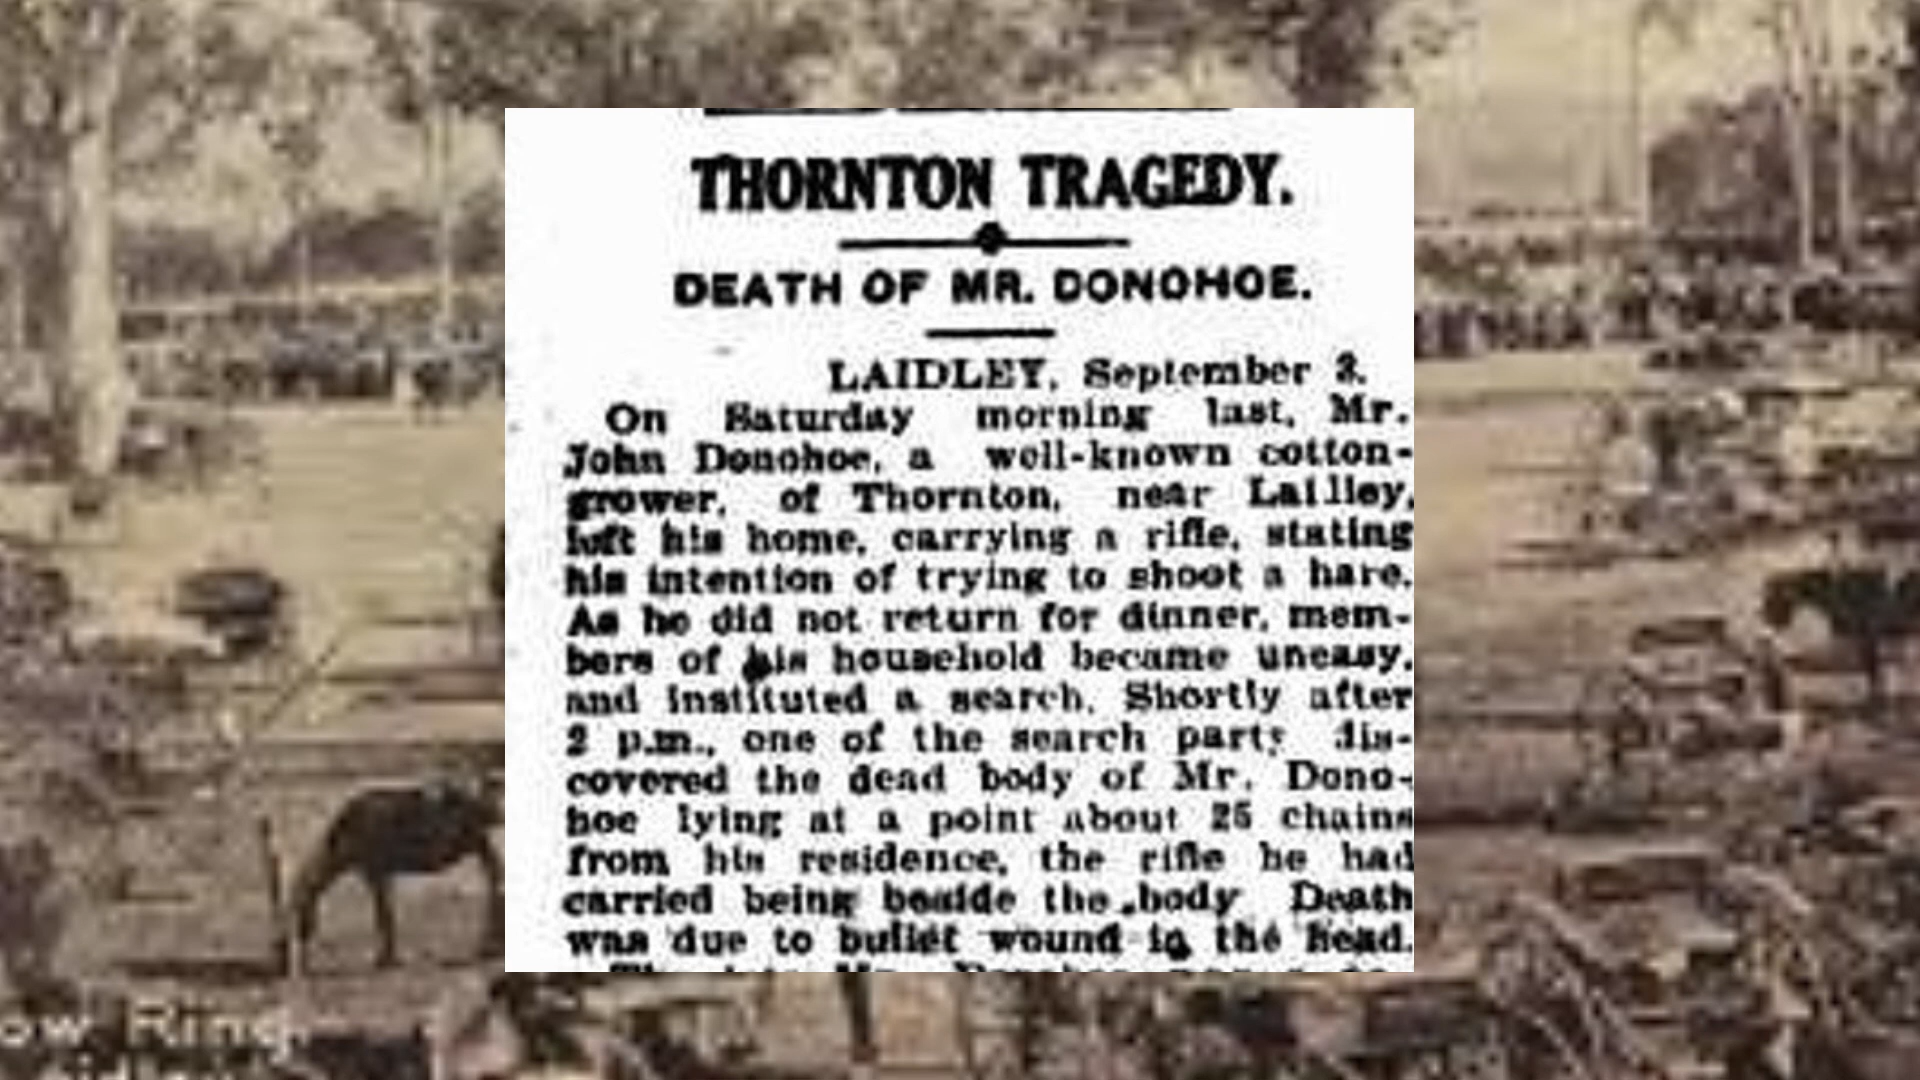 THORNTON TRAGEDY.
DEATH OF MR. DONOHOE.
LAIDLEY, September 3.
On Saturday morning last, Mr.
John Donohoe, a well-known cotton-
grower, of Thornton, near Laidley,
left his home, carrying a rifle, stating
his intention of trying to shoot a hare.
As he did not return for dinner, mem-
bers of his household became uneasy,
and instituted a search. Shortly after
2 p.m., one of the search party dis-
covered the dead body of Mr. Dono-
hoe lying at a point about 25 chains
from his residence, the rifle he had
carried being beside the body Death
was due to bullet wound in the head.
ow Ring